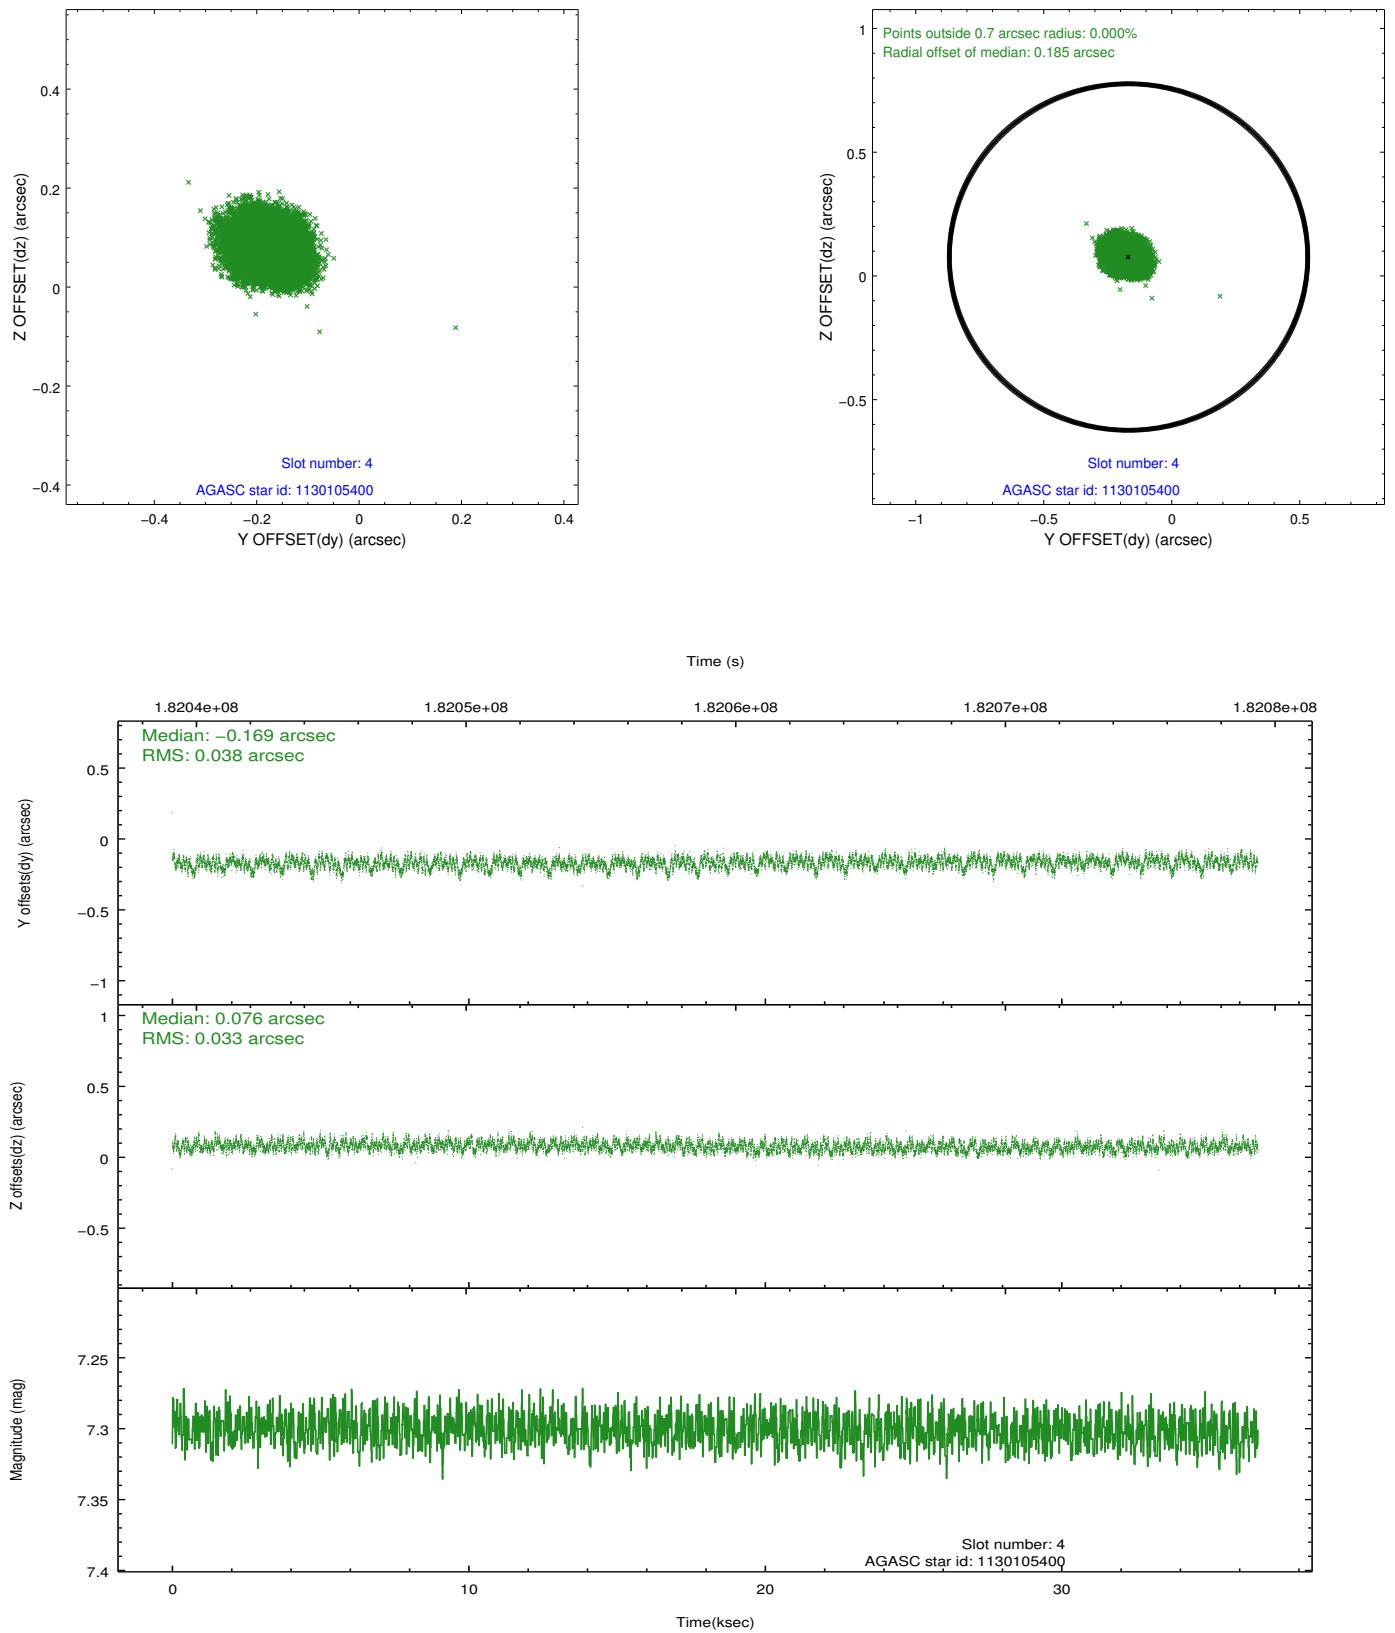 0.4
0.2
0
−0.2
−0.4
Z OFFSET(dz) (arcsec)
Slot number: 4
AGASC star id: 1130105400
−0.4
−0.2
0
0.2
0.4
Y OFFSET(dy) (arcsec)
Points outside 0.7 arcsec radius: 0.000%
Radial offset of median: 0.185 arcsec
1
0.5
0
−0.5
Z OFFSET(dz) (arcsec)
Slot number: 4
AGASC star id: 1130105400
−1
−0.5
0
0.5
Y OFFSET(dy) (arcsec)
Time (s)
1.8204e+08
1.8205e+08
1.8206e+08
1.8207e+08
1.8208e+08
Median: −0.169 arcsec
RMS: 0.038 arcsec
0.5
0
−0.5
−1
Y offsets(dy) (arcsec)
Median: 0.076 arcsec
RMS: 0.033 arcsec
1
0.5
0
−0.5
Z offsets(dz) (arcsec)
7.25
7.3
7.35
7.4
Magnitude (mag)
Slot number: 4
AGASC star id: 1130105400
0
10
20
30
Time(ksec)